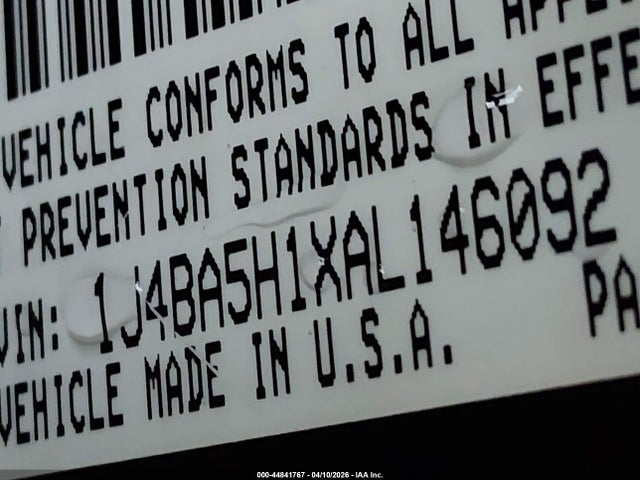 VEHICLE CONFORMS TO ALL
PREVENTION STANDARDS IN EFFE
VIN: 1J4BA5H1XAL146092
PA
VEHICLE MADE IN U.S.A.
000-44841767 - 04/10/2026 - IAA Inc.